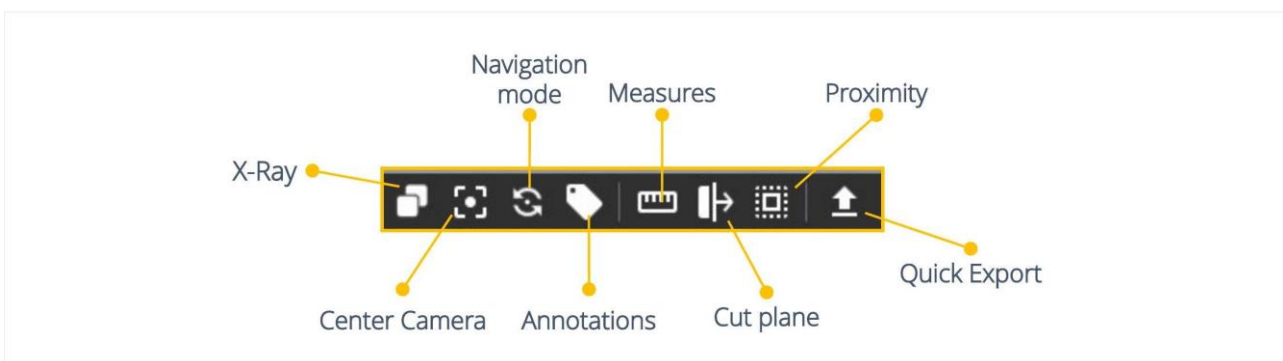 Navigation
mode
Measures
Proximity
X-Ray
Quick Export
Center Camera
Annotations
Cut plane